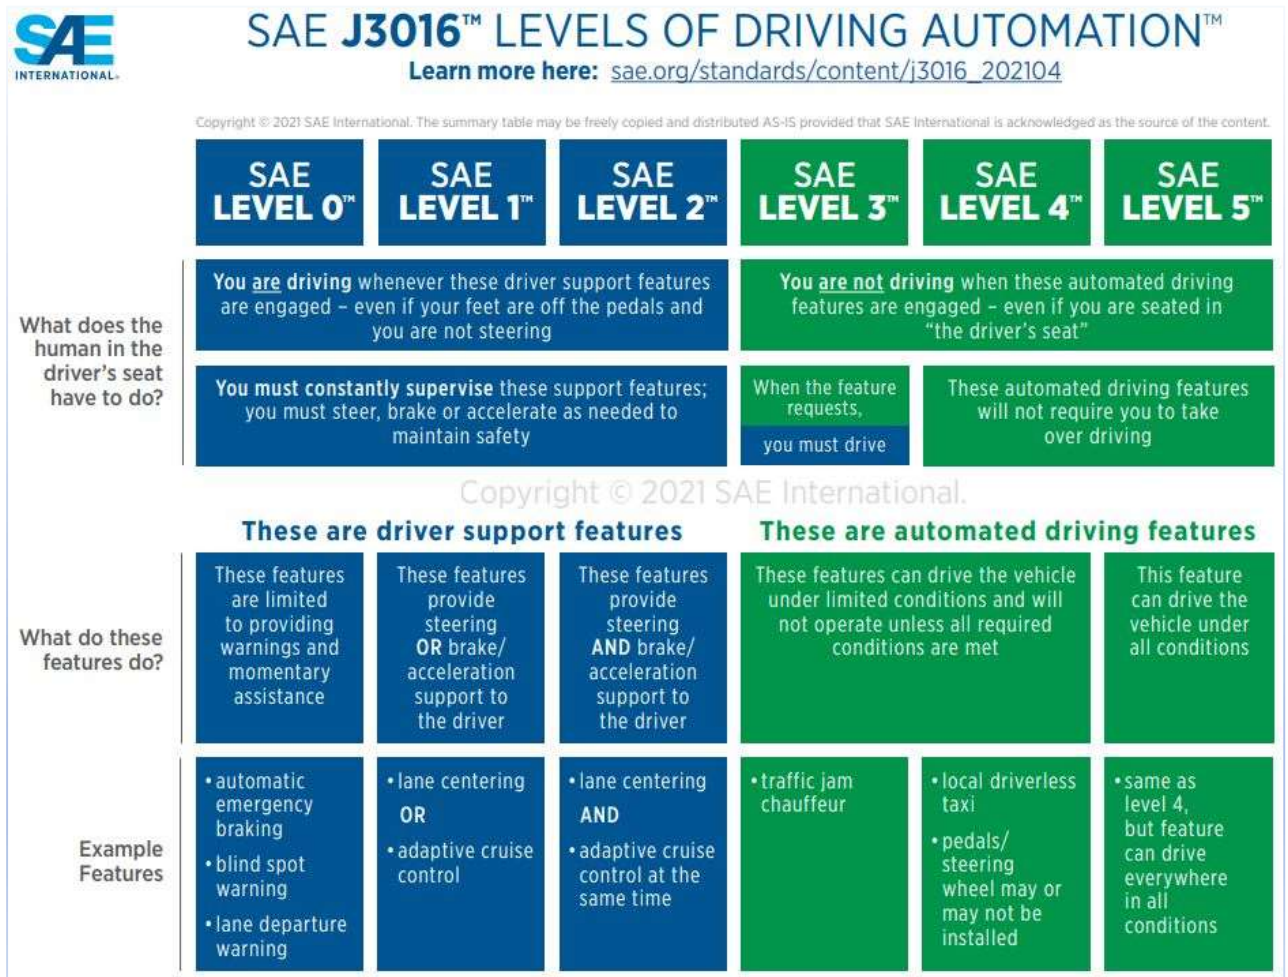 SAE
INTERNATIONAL®
SAE J3016™ LEVELS OF DRIVING AUTOMATION™
Learn more here: sae.org/standards/content/j3016_202104
Copyright © 2021 SAE International. The summary table may be freely copied and distributed AS-IS provided that SAE International is acknowledged as the source of the content.
SAE
LEVEL 0™
SAE
LEVEL 1™
SAE
LEVEL 2™
SAE
LEVEL 3™
SAE
LEVEL 4™
SAE
LEVEL 5™
What does the
human in the
driver's seat
have to do?
You are driving whenever these driver support features
are engaged – even if your feet are off the pedals and
you are not steering
You are not driving when these automated driving
features are engaged – even if you are seated in
“the driver's seat”
You must constantly supervise these support features;
you must steer, brake or accelerate as needed to
maintain safety
When the feature
requests,
you must drive
These automated driving features
will not require you to take
over driving
Copyright © 2021 SAE International.
These are driver support features
These are automated driving features
What do these
features do?
These features
are limited
to providing
warnings and
momentary
assistance
These features
provide
steering
OR brake/
acceleration
support to
the driver
These features
provide
steering
AND brake/
acceleration
support to
the driver
These features can drive the vehicle
under limited conditions and will
not operate unless all required
conditions are met
This feature
can drive the
vehicle under
all conditions
Example
Features
• automatic
emergency
braking
• blind spot
warning
• lane departure
warning
• lane centering
OR
• adaptive cruise
control
• lane centering
AND
• adaptive cruise
control at the
same time
• traffic jam
chauffeur
• local driverless
taxi
• pedals/
steering
wheel may or
may not be
installed
• same as
level 4,
but feature
can drive
everywhere
in all
conditions